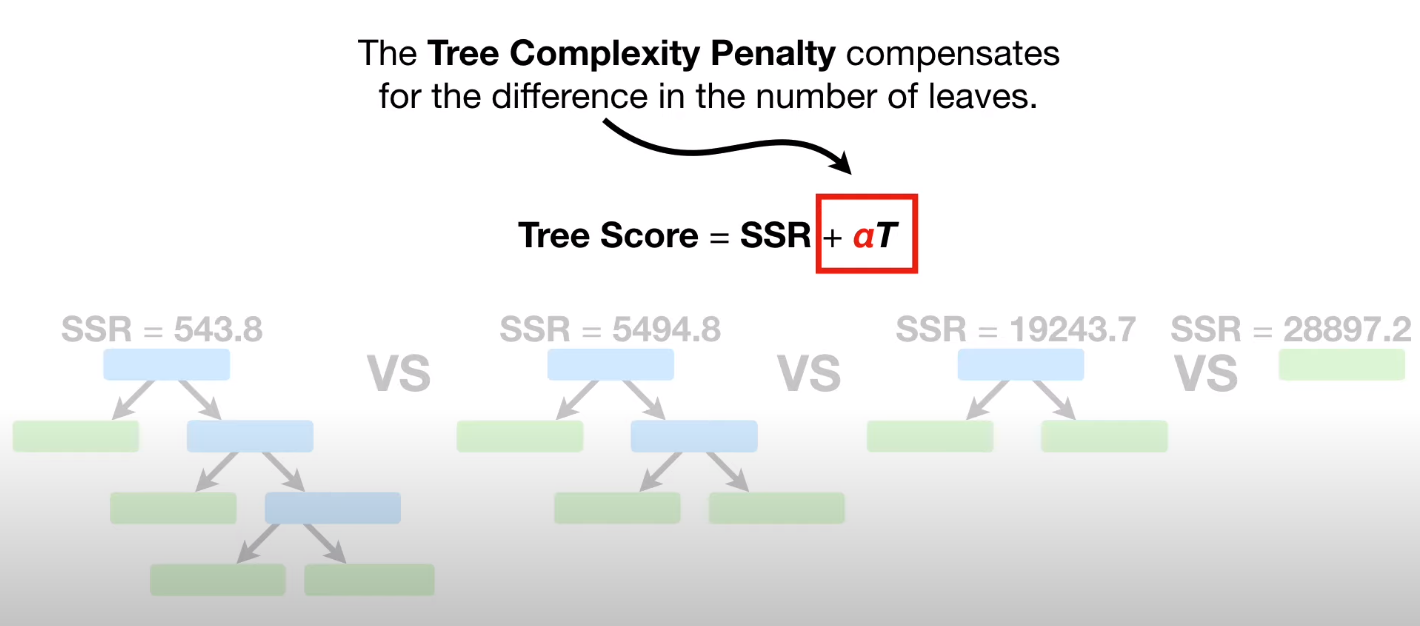 The Tree Complexity Penalty compensates
for the difference in the number of leaves.
Tree Score = SSR + αT
SSR = 543.8
VS
SSR = 5494.8
VS
SSR = 19243.7
VS
SSR = 28897.2